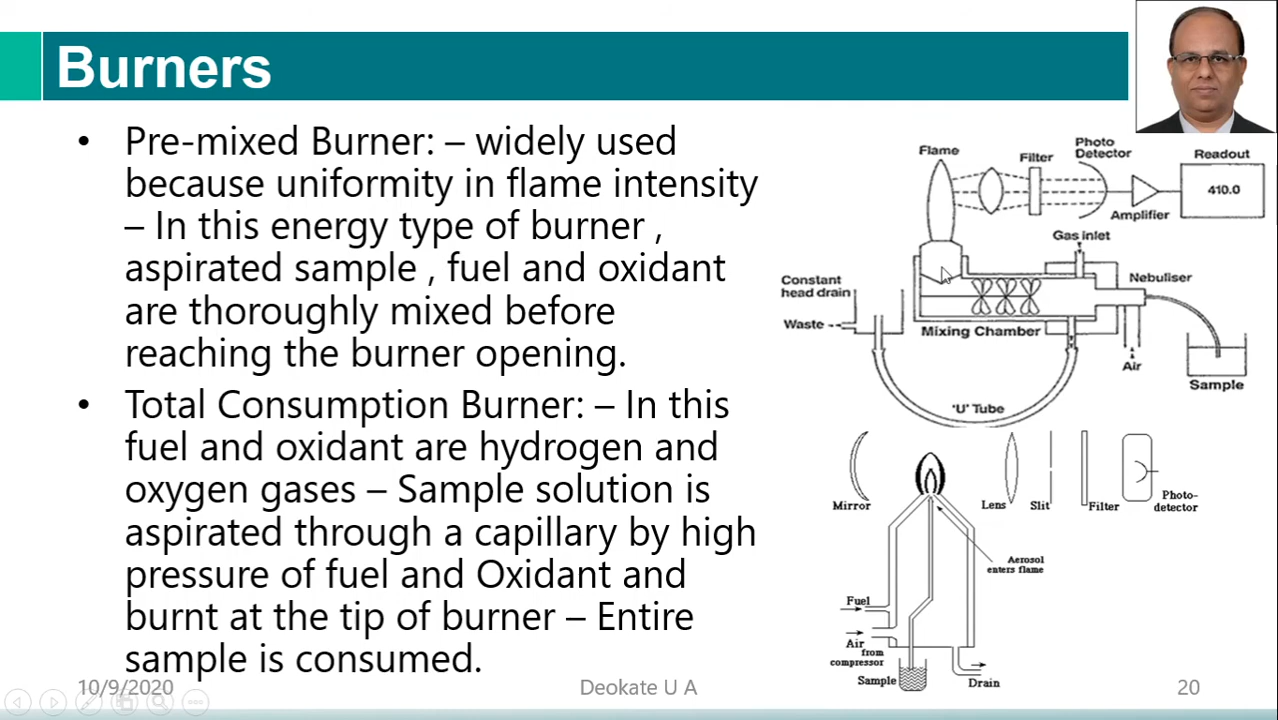 Burners
• Pre-mixed Burner: – widely used
because uniformity in flame intensity
– In this energy type of burner ,
aspirated sample , fuel and oxidant
are thoroughly mixed before
reaching the burner opening.
• Total Consumption Burner: – In this
fuel and oxidant are hydrogen and
oxygen gases – Sample solution is
aspirated through a capillary by high
pressure of fuel and Oxidant and
burnt at the tip of burner – Entire
sample is consumed.
Flame
Filter
Photo
Detector
Readout
410.0
Amplifier
Gas inlet
Constant
head drain
Nebuliser
Waste
Mixing Chamber
Air
Sample
'U' Tube
Mirror
Lens
Slit
Filter
Photo-
detector
Aerosol
enters flame
Fuel
Air
from
compressor
Sample
Drain
10/9/2020
Deokate U A
20